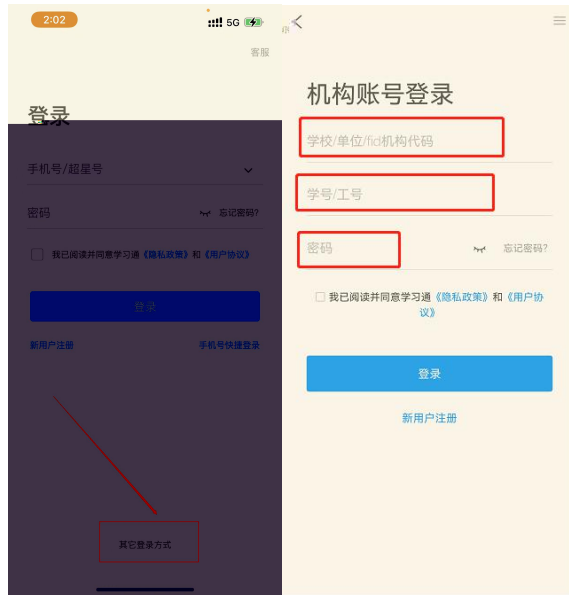 2:02
5G
客服
登录
手机号/超星号
密码
忘记密码?
我已阅读并同意学习通《隐私政策》和《用户协议》
登录
新用户注册
手机号快捷登录
其它登录方式
机构账号登录
学校/单位/fid机构代码
学号/工号
密码
忘记密码?
我已阅读并同意学习通《隐私政策》和《用户协
议》
登录
新用户注册